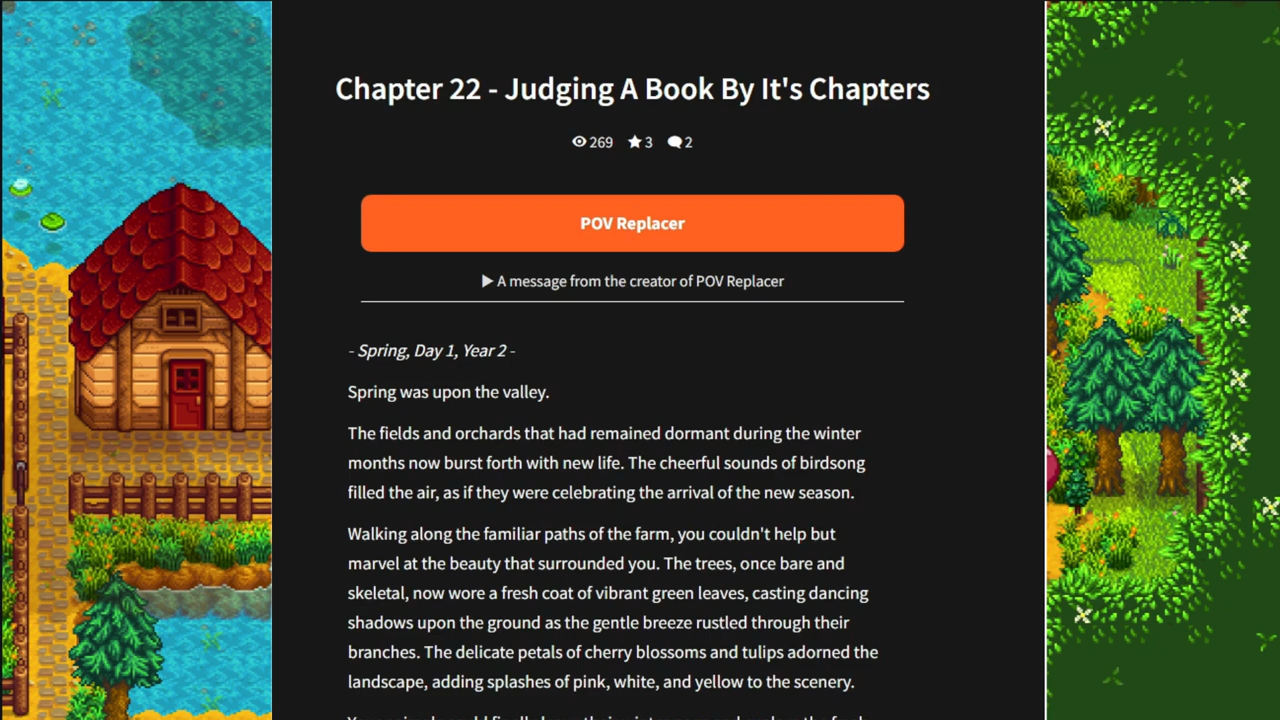 Chapter 22 - Judging A Book By It's Chapters
269 3 2
POV Replacer
▶ A message from the creator of POV Replacer
- Spring, Day 1, Year 2 -
Spring was upon the valley.
The fields and orchards that had remained dormant during the winter
months now burst forth with new life. The cheerful sounds of birdsong
filled the air, as if they were celebrating the arrival of the new season.
Walking along the familiar paths of the farm, you couldn't help but
marvel at the beauty that surrounded you. The trees, once bare and
skeletal, now wore a fresh coat of vibrant green leaves, casting dancing
shadows upon the ground as the gentle breeze rustled through their
branches. The delicate petals of cherry blossoms and tulips adorned the
landscape, adding splashes of pink, white, and yellow to the scenery.